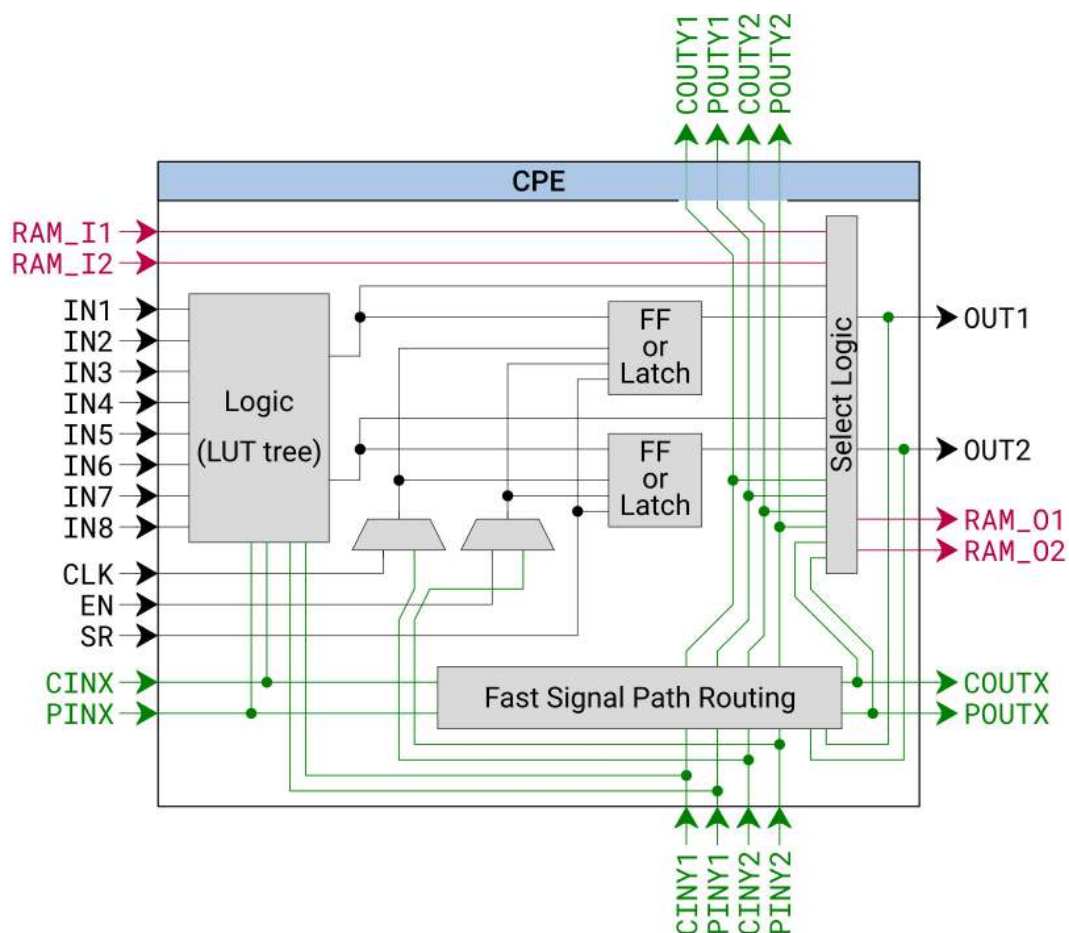 COUTY1
POUTY1
COUTY2
POUTY2
CPE
RAM_I1
RAM_I2
IN1
IN2
IN3
IN4
IN5
IN6
IN7
IN8
CLK
EN
SR
CINX
PINX
Logic
(LUT tree)
FF
or
Latch
FF
or
Latch
Select Logic
OUT1
OUT2
RAM_O1
RAM_O2
Fast Signal Path Routing
COUTX
POUTX
CINY1
PINY1
CINY2
PINY2